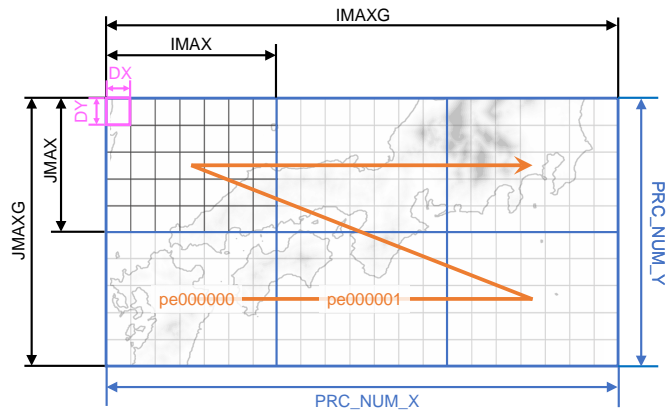 IMAXG
IMAX
DX
DY
JMAX
JMAXG
PRC_NUM_Y
pe000000
pe000001
PRC_NUM_X